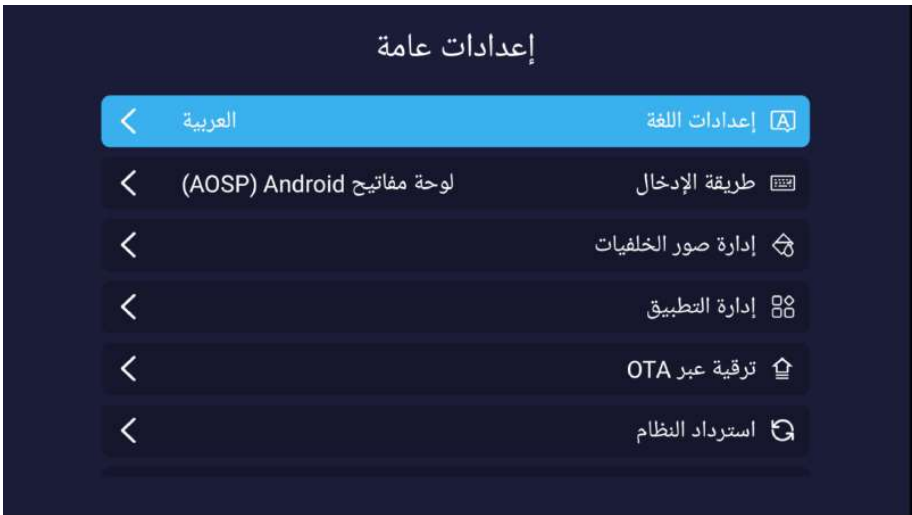 إعدادات عامة
إعدادات اللغة العربية
طريقة الإدخال لوحة مفاتيح Android (AOSP)
إدارة صور الخلفيات
إدارة التطبيق
ترقية عبر OTA
استرداد النظام